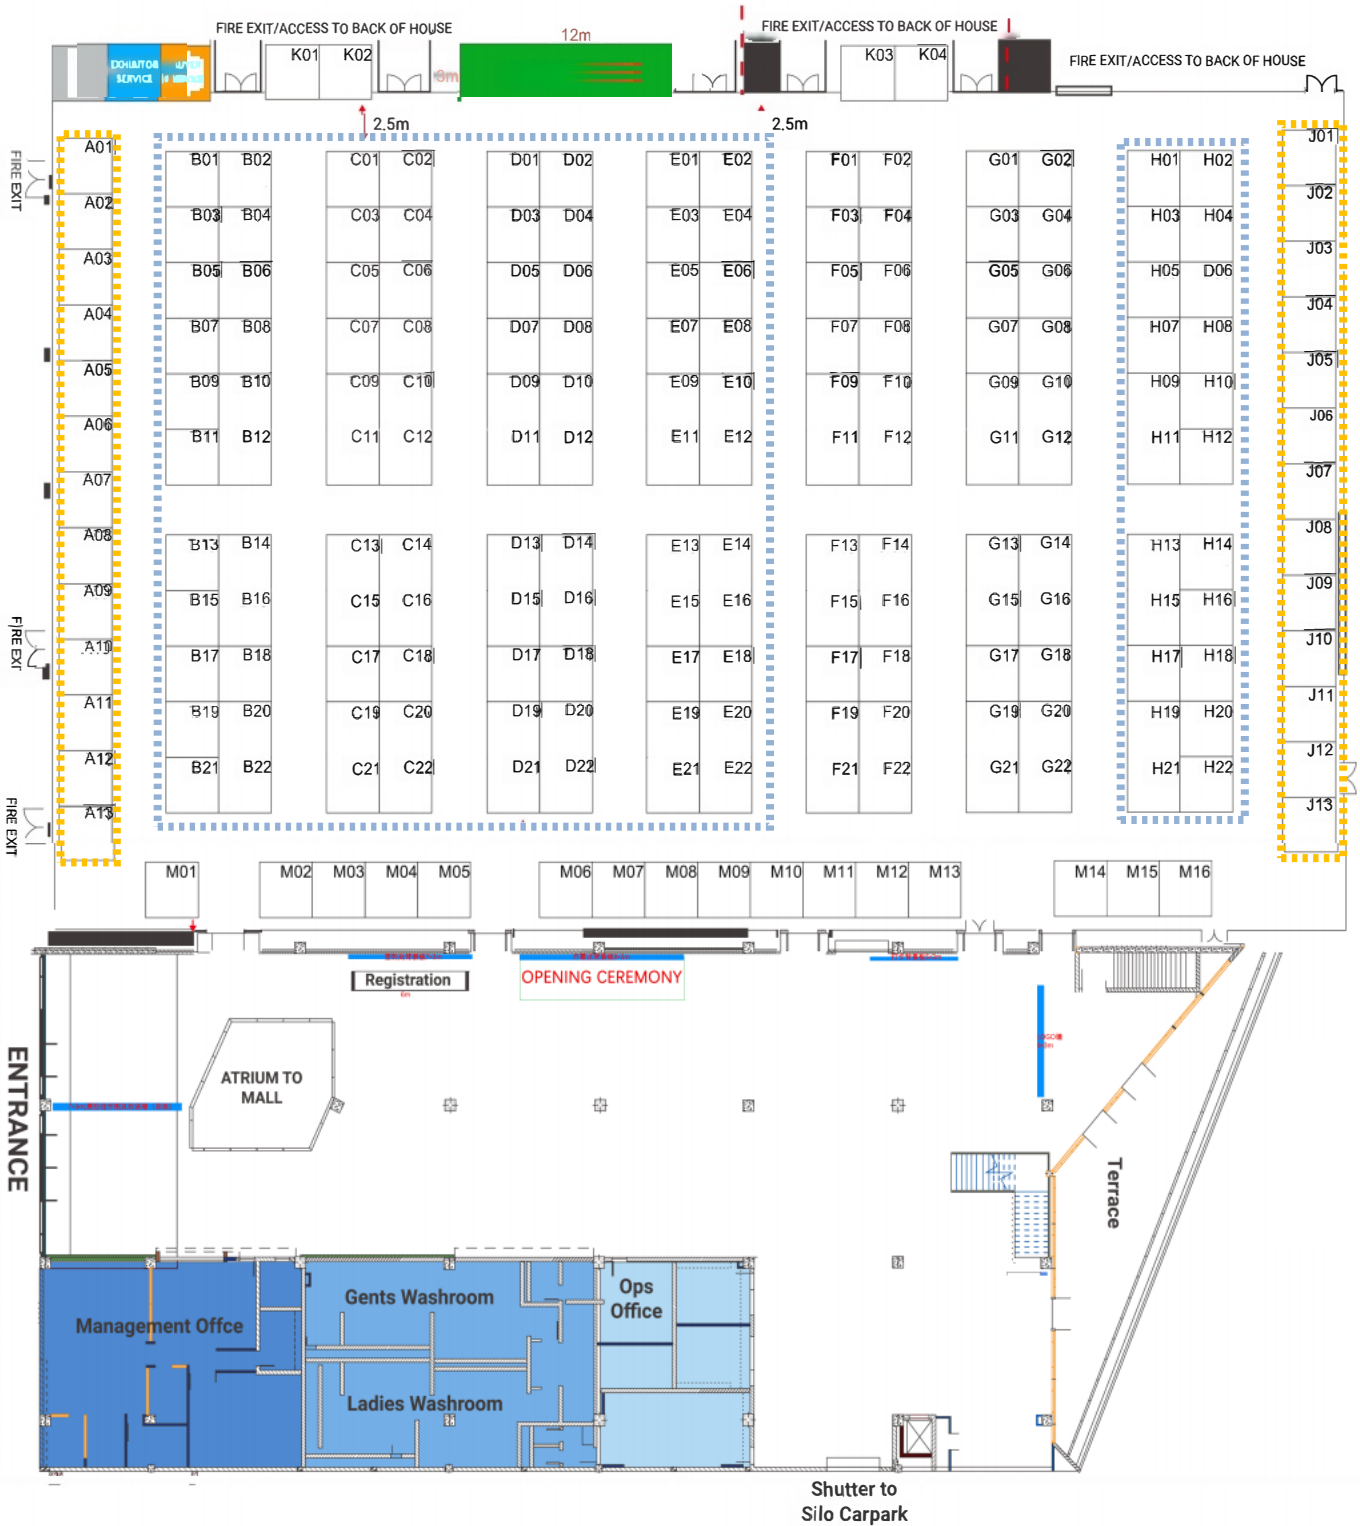 FIRE EXIT/ACCESS TO BACK OF HOUSE
FIRE EXIT/ACCESS TO BACK OF HOUSE
FIRE EXIT/ACCESS TO BACK OF HOUSE
EXHIBITOR
SERVICE
K01 K02
12m
3m
K03 K04
2.5m
2.5m
FIRE EXIT
A01
A02
A03
A04
A05
A06
A07
A08
A09
A10
A11
A12
A13
FIRE EXIT
FIRE EXIT
B01 B02 C01 C02 D01 D02 E01 E02 F01 F02 G01 G02 H01 H02
B03 B04 C03 C04 D03 D04 E03 E04 F03 F04 G03 G04 H03 H04
B05 B06 C05 C06 D05 D06 E05 E06 F05 F06 G05 G06 H05 D06
B07 B08 C07 C08 D07 D08 E07 E08 F07 F08 G07 G08 H07 H08
B09 B10 C09 C10 D09 D10 E09 E10 F09 F10 G09 G10 H09 H10
B11 B12 C11 C12 D11 D12 E11 E12 F11 F12 G11 G12 H11 H12
B13 B14 C13 C14 D13 D14 E13 E14 F13 F14 G13 G14 H13 H14
B15 B16 C15 C16 D15 D16 E15 E16 F15 F16 G15 G16 H15 H16
B17 B18 C17 C18 D17 D18 E17 E18 F17 F18 G17 G18 H17 H18
B19 B20 C19 C20 D19 D20 E19 E20 F19 F20 G19 G20 H19 H20
B21 B22 C21 C22 D21 D22 E21 E22 F21 F22 G21 G22 H21 H22
J01
J02
J03
J04
J05
J06
J07
J08
J09
J10
J11
J12
J13
M01 M02 M03 M04 M05 M06 M07 M08 M09 M10 M11 M12 M13 M14 M15 M16
Registration
6m
OPENING CEREMONY
ENTRANCE
ATRIUM TO
MALL
Terrace
Management Offce
Gents Washroom
Ladies Washroom
Ops
Office
Shutter to
Silo Carpark